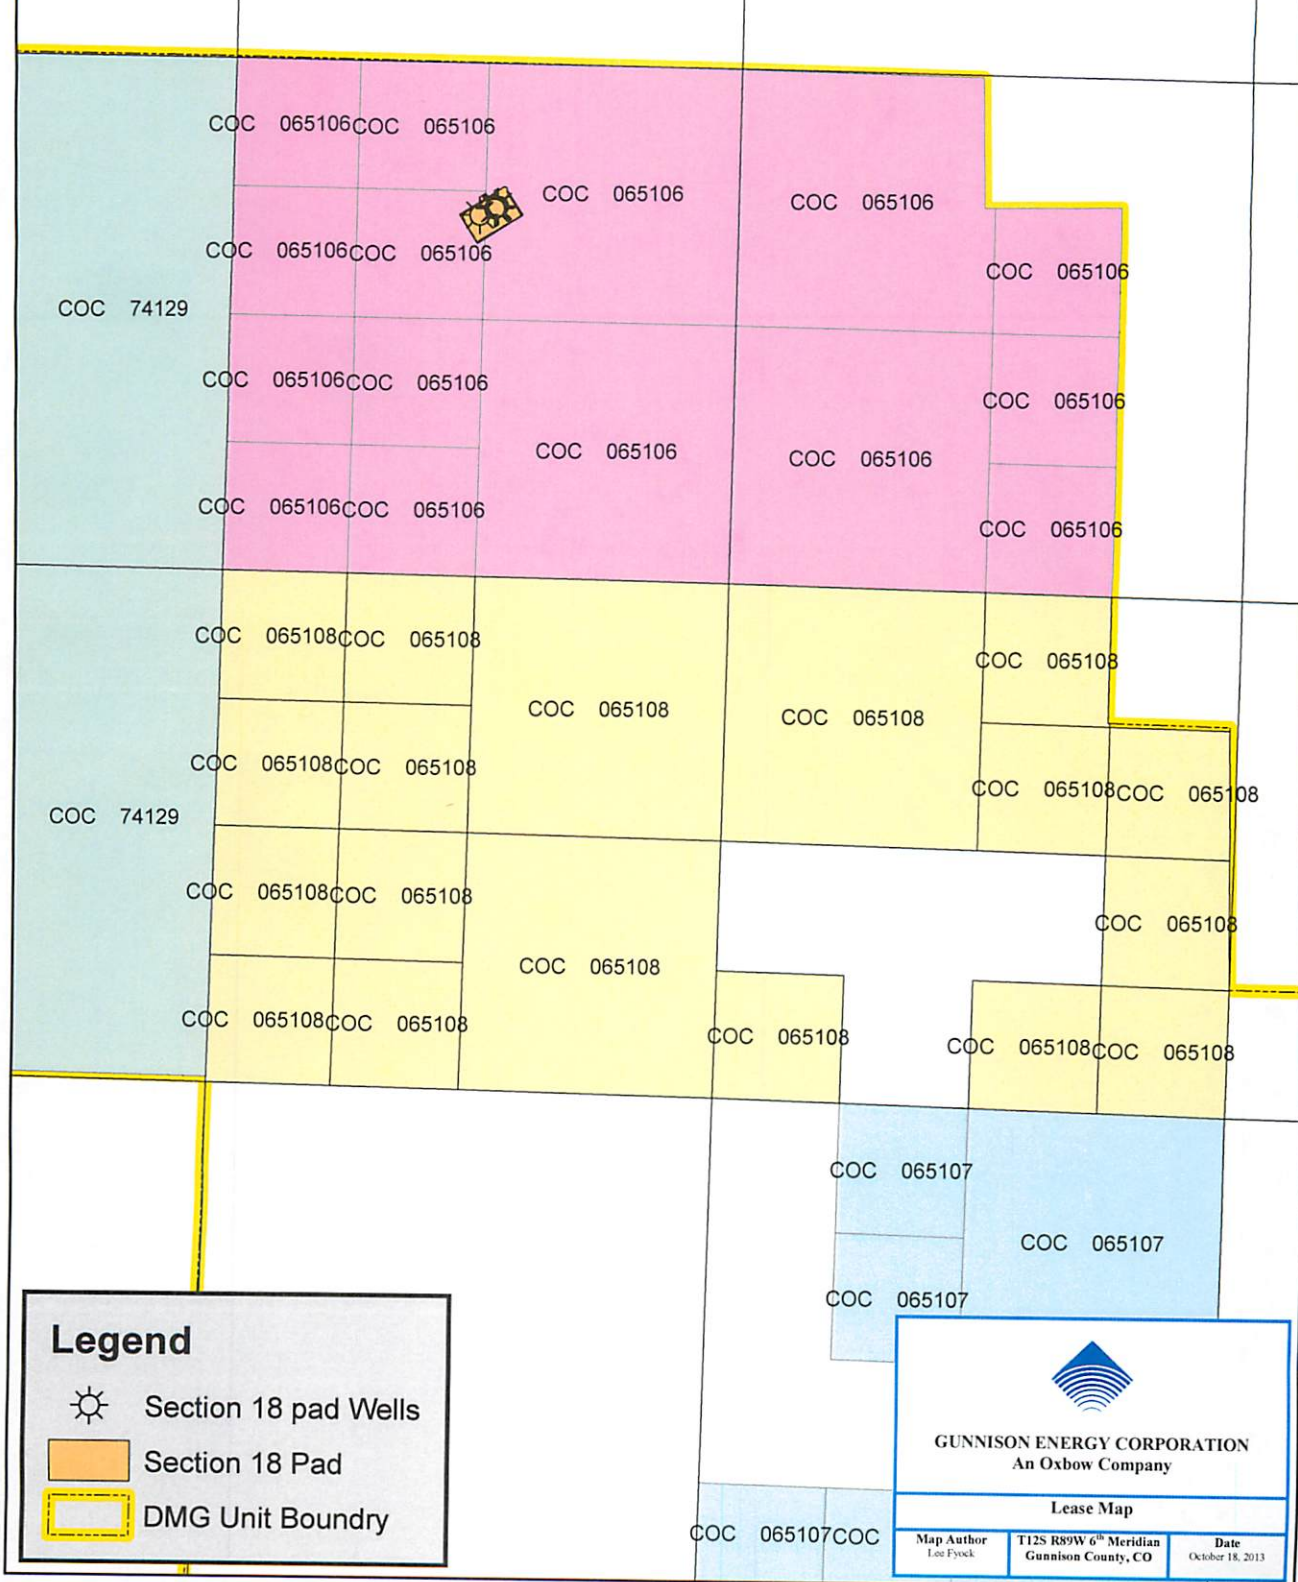 COC 065106 COC 065106
COC 065106
COC 065106
COC 065106 COC 065106
COC 065106
COC 74129
COC 065106 COC 065106
COC 065106
COC 065106
COC 065106
COC 065106 COC 065106
COC 065106
COC 065108 COC 065108
COC 065108
COC 065108
COC 065108
COC 065108 COC 065108
COC 065108 COC 065108
COC 74129
COC 065108 COC 065108
COC 065108
COC 065108
COC 065108 COC 065108
COC 065108
COC 065108 COC 065108
COC 065107
COC 065107
COC 065107
COC 065107 COC
Legend
Section 18 pad Wells
Section 18 Pad
DMG Unit Boundry
GUNNISON ENERGY CORPORATION
An Oxbow Company
Lease Map
Map Author
Lee Fyock
T12S R89W 6th Meridian
Gunnison County, CO
Date
October 18, 2013